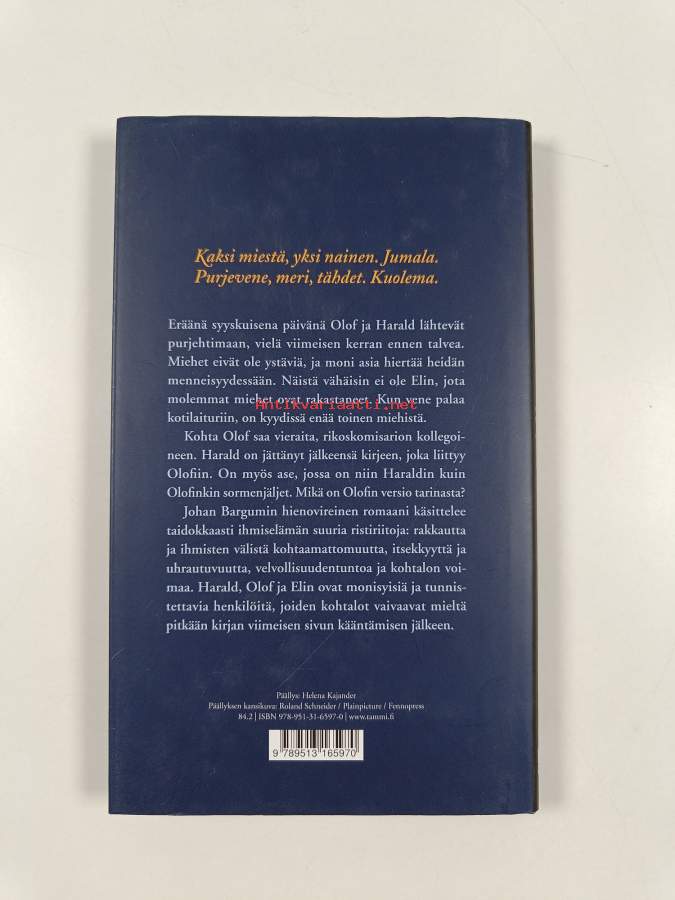 Kaksi miestä, yksi nainen. Jumala.
Purjevene, meri, tähdet. Kuolema.
Eräänä syyskuisena päivänä Olof ja Harald lähtevät
purjehtimaan, vielä viimeisen kerran ennen talvea.
Miehet eivät ole ystäviä, ja moni asia hiertää heidän
menneisyydessään. Näistä vähäisin ei ole Elin, jota
molemmat miehet ovat rakastaneet. Kun vene palaa
Antikvariaatti.net
kotilaituriin, on kyydissä enää toinen miehistä.
Kohta Olof saa vieraita, rikoskomisarion kollegoi-
neen. Harald on jättänyt jälkeensä kirjeen, joka liittyy
Olofiin. On myös ase, jossa on niin Haraldin kuin
Olofinkin sormenjäljet. Mikä on Olofin versio tarinasta?
Johan Bargumin hienovireinen romaani käsittelee
taidokkaasti ihmiselämän suuria ristiriitoja: rakkautta
ja ihmisten välistä kohtaamattomuutta, itsekkyyttä ja
uhrautuvuutta, velvollisuudentuntoa ja kohtalon voi-
maa. Harald, Olof ja Elin ovat monisyisiä ja tunnis-
tettavia henkilöitä, joiden kohtalot vaivaavat mieltä
pitkään kirjan viimeisen sivun kääntämisen jälkeen.
Päällys: Helena Kajander
Päällyksen kansikuva: Roland Schneider / Plainpicture / Fennopress
84.2 | ISBN 978-951-31-6597-0 | www.tammi.fi
9 789513 165970